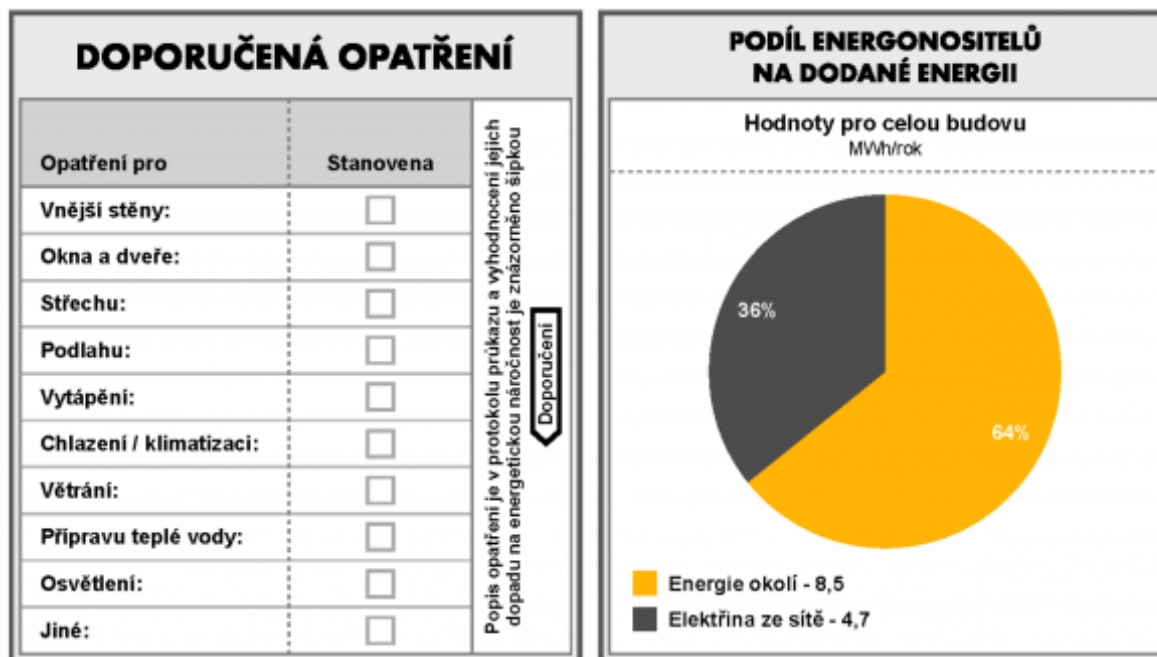 DOPORUČENÁ OPATŘENÍ
Opatření pro
Stanovena
Vnější stěny:
Okna a dveře:
Střechu:
Podlahu:
Vytápění:
Chlazení / klimatizaci:
Větrání:
Přípravu teplé vody:
Osvětlení:
Jiné:
Popis opatření je v protokolu průkazu a vyhodnocení jejich
dopadu na energetickou náročnost je znázorněno šipkou
Doporučení
PODÍL ENERGONOSITELŮ
NA DODANÉ ENERGII
Hodnoty pro celou budovu
MWh/rok
36%
64%
Energie okolí - 8,5
Elektřina ze sítě - 4,7